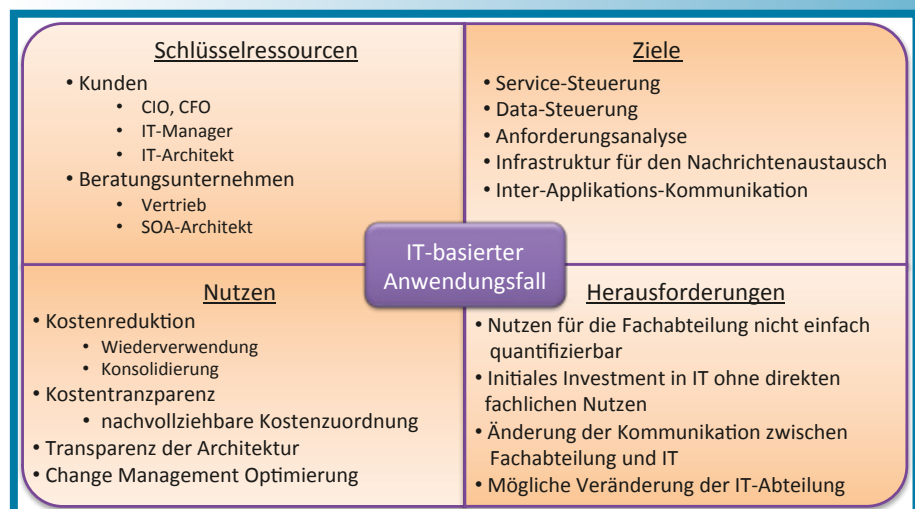 Schlüsselressourcen
• Kunden
• CIO, CFO
• IT-Manager
• IT-Architekt
• Beratungsunternehmen
• Vertrieb
• SOA-Architekt
Ziele
• Service-Steuerung
• Data-Steuerung
• Anforderungsanalyse
• Infrastruktur für den Nachrichtenaustausch
• Inter-Applikations-Kommunikation
IT-basierter
Anwendungsfall
Nutzen
• Kostenreduktion
• Wiederverwendung
• Konsolidierung
• Kostentranzparenz
• nachvollziehbare Kostenzuordnung
• Transparenz der Architektur
• Change Management Optimierung
Herausforderungen
• Nutzen für die Fachabteilung nicht einfach
quantifizierbar
• Initiales Investment in IT ohne direkten
fachlichen Nutzen
• Änderung der Kommunikation zwischen
Fachabteilung und IT
• Mögliche Veränderung der IT-Abteilung